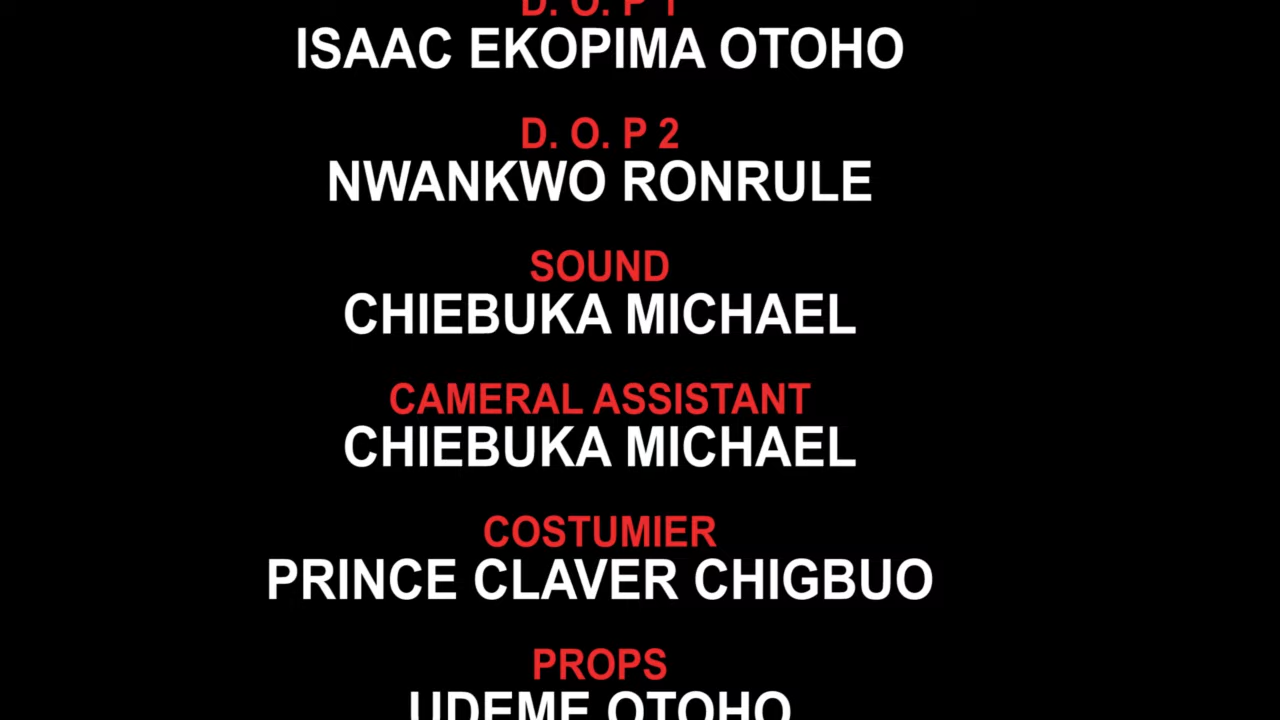 D. O. P 1
ISAAC EKOPIMA OTOHO
D. O. P 2
NWANKWO RONRULE
SOUND
CHIEBUKA MICHAEL
CAMERAL ASSISTANT
CHIEBUKA MICHAEL
COSTUMIER
PRINCE CLAVER CHIGBUO
PROPS
UDEME OTOHO